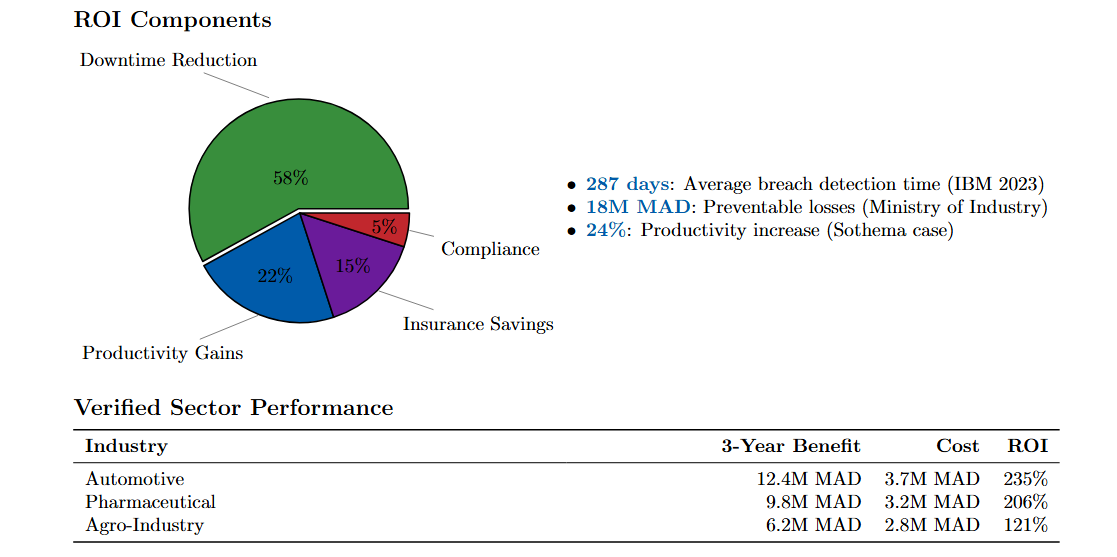 ROI Components
Downtime Reduction
58%
5%
Compliance
15%
22%
Insurance Savings
Productivity Gains
• 287 days: Average breach detection time (IBM 2023)
• 18M MAD: Preventable losses (Ministry of Industry)
• 24%: Productivity increase (Sothema case)
Verified Sector Performance
Industry 3-Year Benefit Cost ROI
Automotive 12.4M MAD 3.7M MAD 235%
Pharmaceutical 9.8M MAD 3.2M MAD 206%
Agro-Industry 6.2M MAD 2.8M MAD 121%